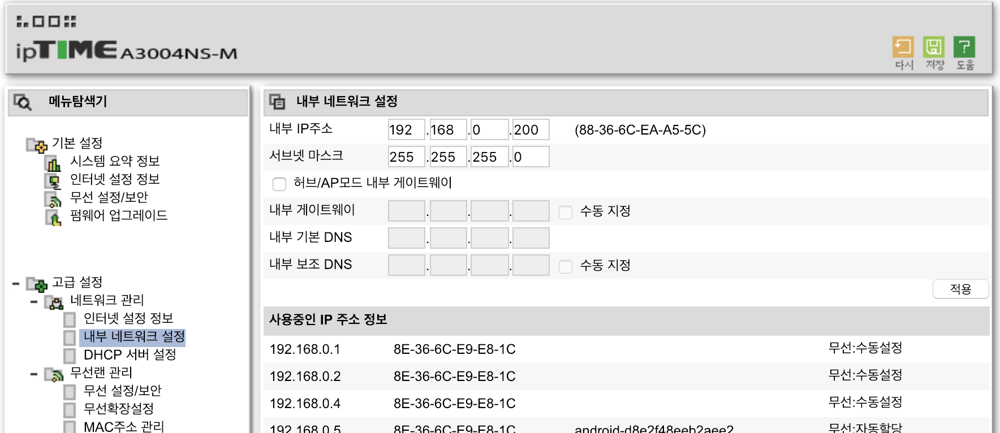 ipTIME A3004NS-M
다시 저장 도움
메뉴탐색기
기본 설정
시스템 요약 정보
인터넷 설정 정보
무선 설정/보안
펌웨어 업그레이드
고급 설정
네트워크 관리
인터넷 설정 정보
내부 네트워크 설정
DHCP 서버 설정
무선랜 관리
무선 설정/보안
무선확장설정
MAC주소 관리
내부 네트워크 설정
내부 IP주소 192 . 168 . 0 . 200 (88-36-6C-EA-A5-5C)
서브넷 마스크 255 . 255 . 255 . 0
허브/AP모드 내부 게이트웨이
내부 게이트웨이 . . . 수동 지정
내부 기본 DNS . . .
내부 보조 DNS . . . 수동 지정
적용
사용중인 IP 주소 정보
192.168.0.1 8E-36-6C-E9-E8-1C 무선:수동설정
192.168.0.2 8E-36-6C-E9-E8-1C 무선:수동설정
192.168.0.4 8E-36-6C-E9-E8-1C 무선:수동설정
192.168.0.5 8E-36-6C-E9-E8-1C android-d8e2f48eeb2aee2 무선:자동할당